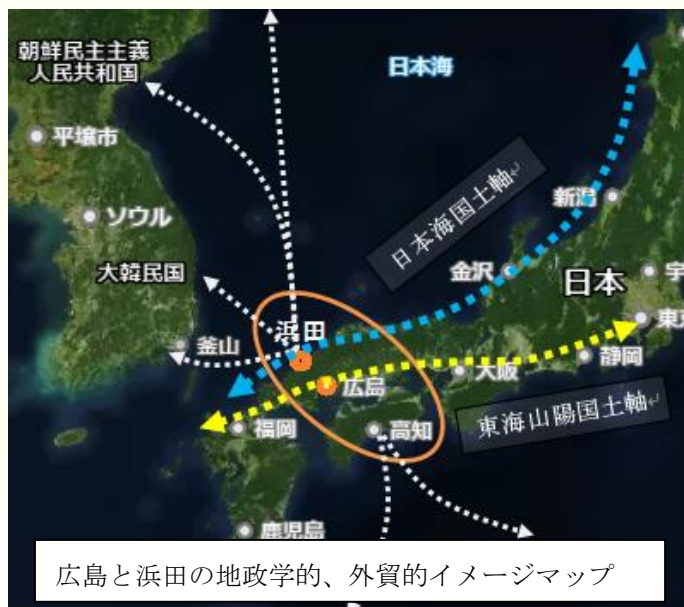 朝鮮民主主義
人民共和国
日本海
平壌市
ソウル
新潟
日本海国土軸
金沢
日本
宇
大韓民国
浜田
東京
釜山
静岡
大阪
広島
東海山陽国土軸
福岡
高知
鹿児島
広島と浜田の地政学的、外貿的イメージマップ